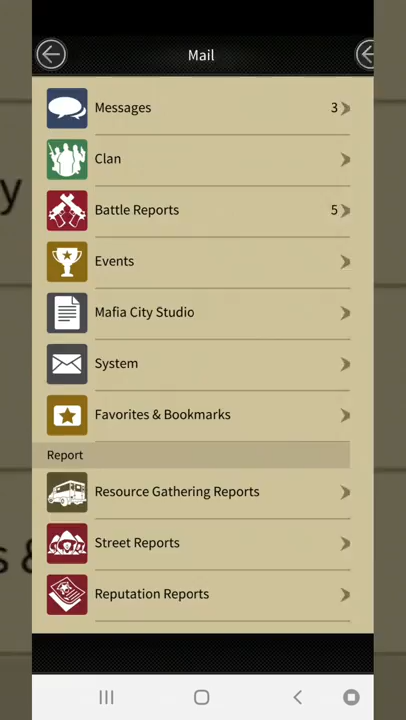 Mail
Messages 3
Clan
Battle Reports 5
Events
Mafia City Studio
System
Favorites & Bookmarks
Report
Resource Gathering Reports
Street Reports
Reputation Reports
y
s &